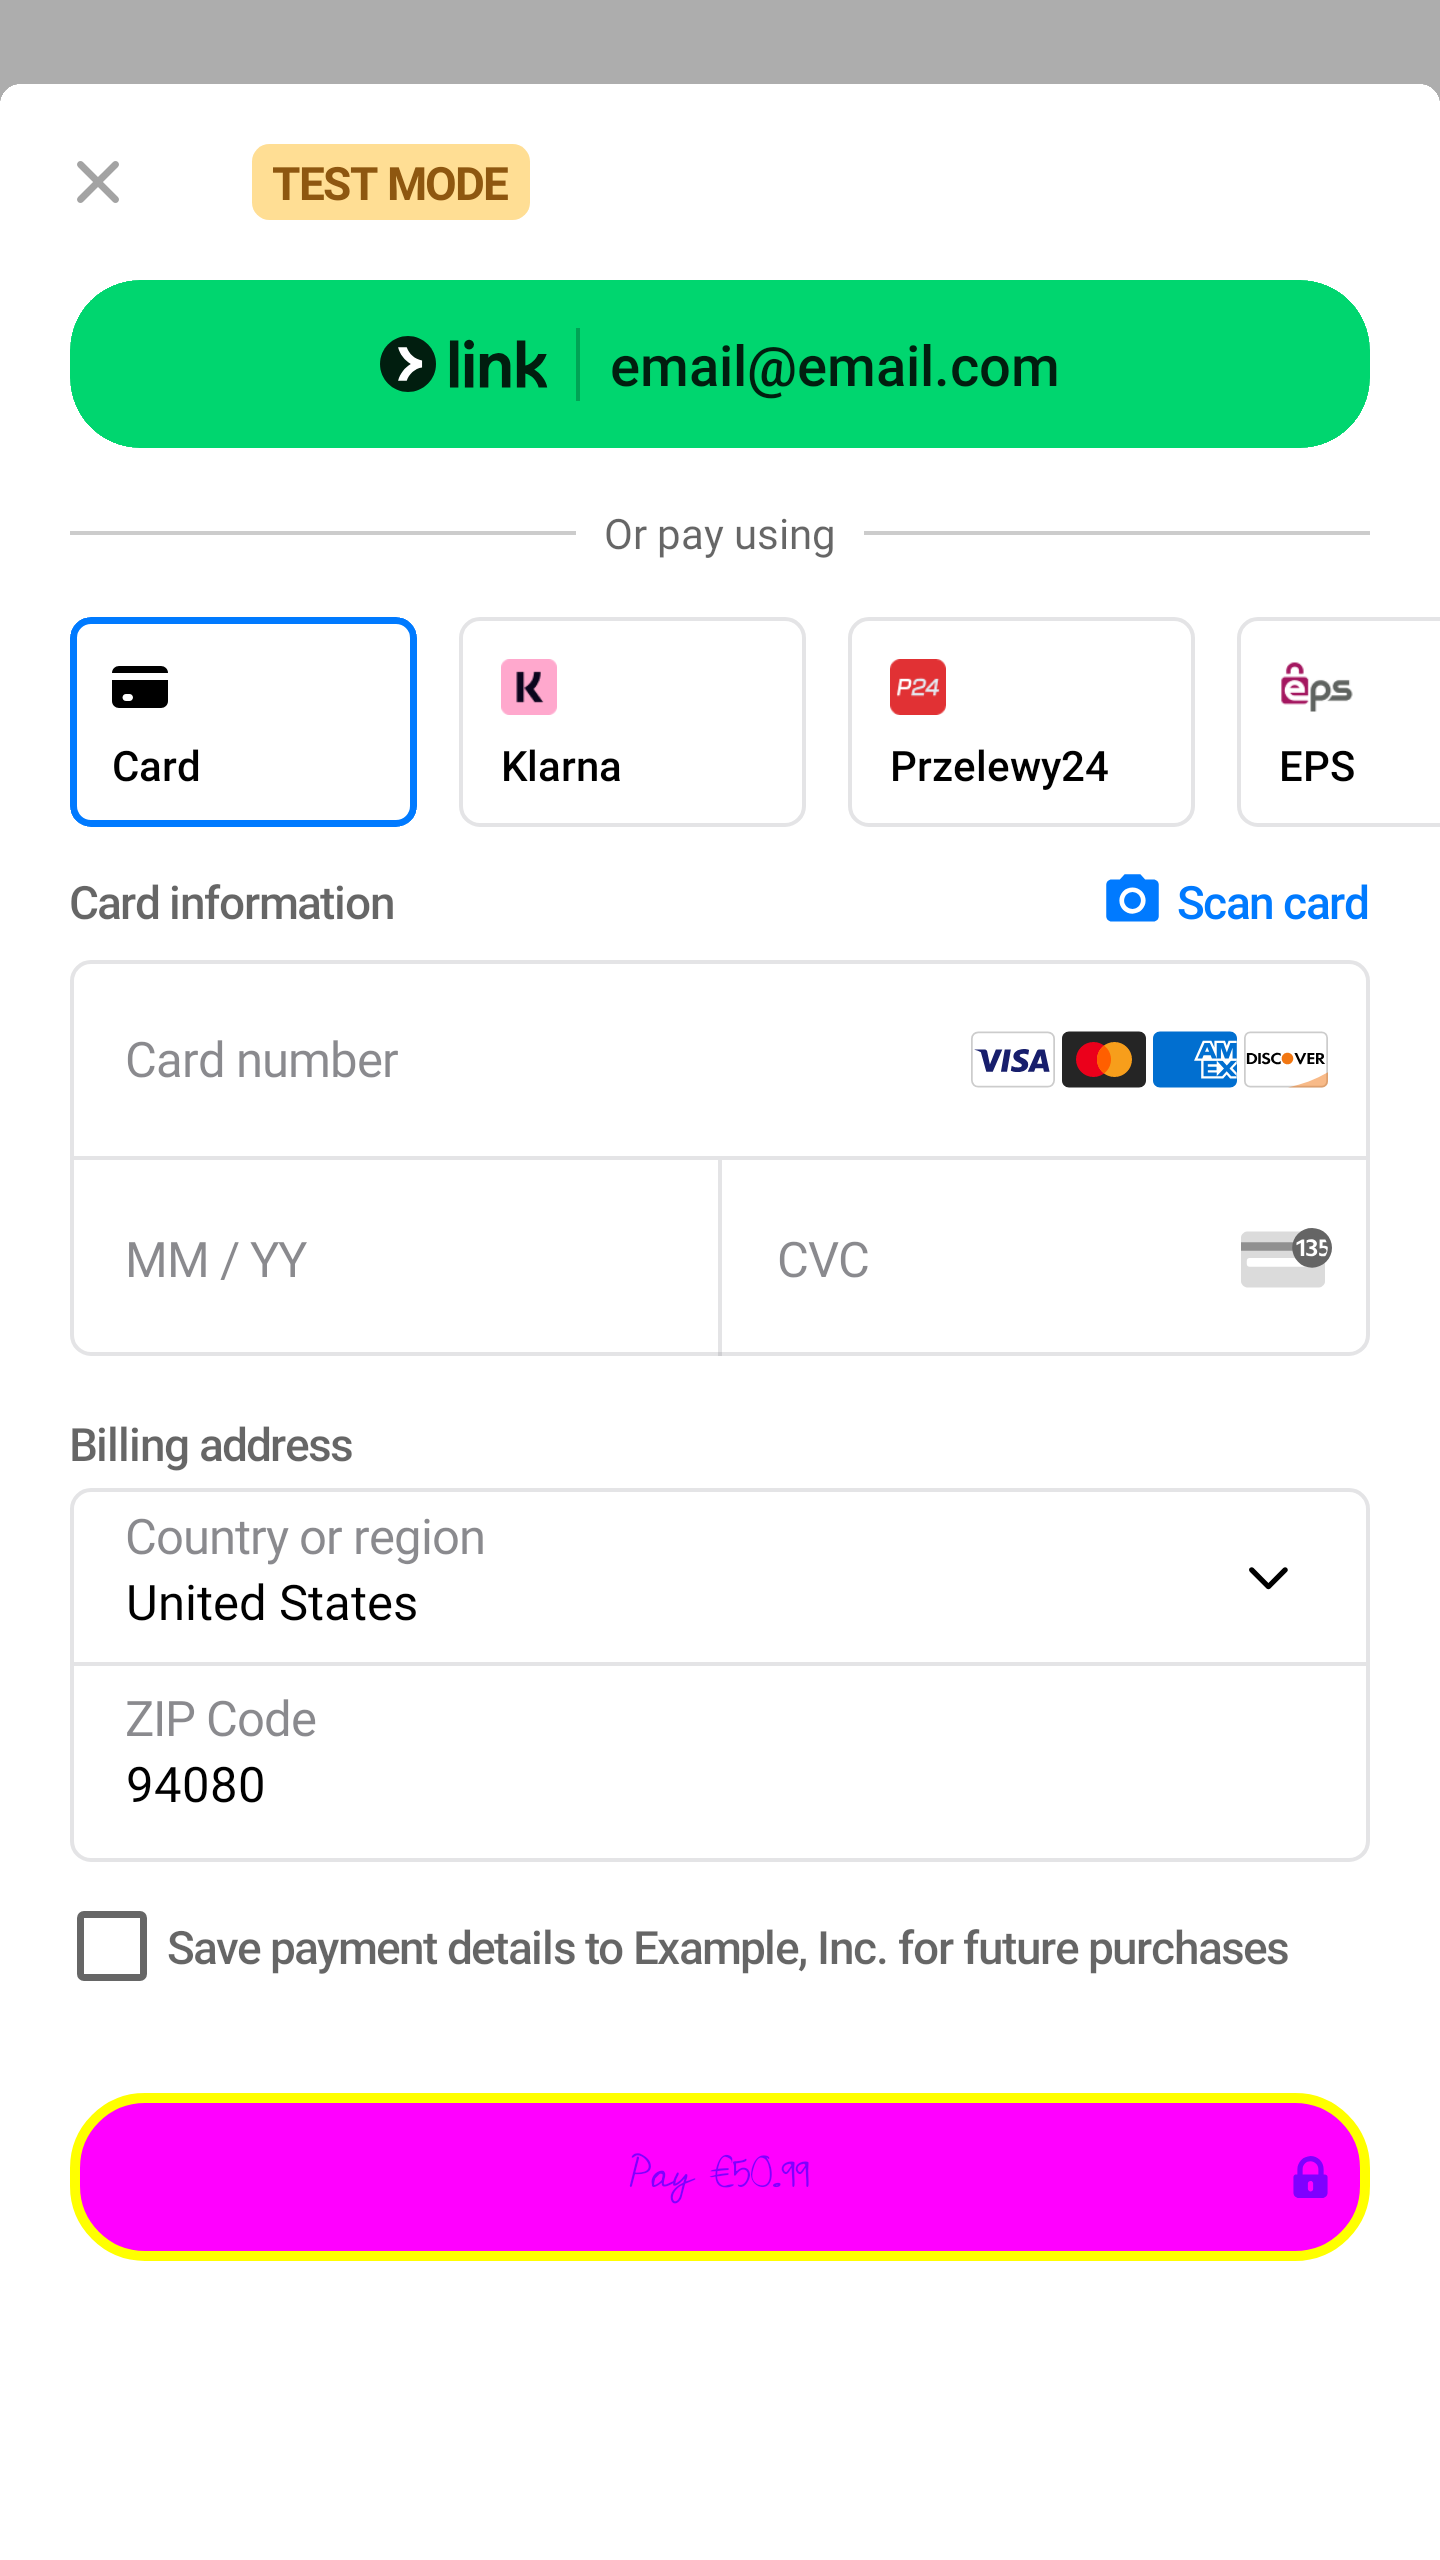 TEST MODE
link | email@email.com
Or pay using
K P24 eps
Card Klarna Przelewy24 EPS
Card information Scan card
Card number VISA AM EX DISCOVER
MM / YY CVC 135
Billing address
Country or region
United States
ZIP Code
94080
Save payment details to Example, Inc. for future purchases
Pay €50.99